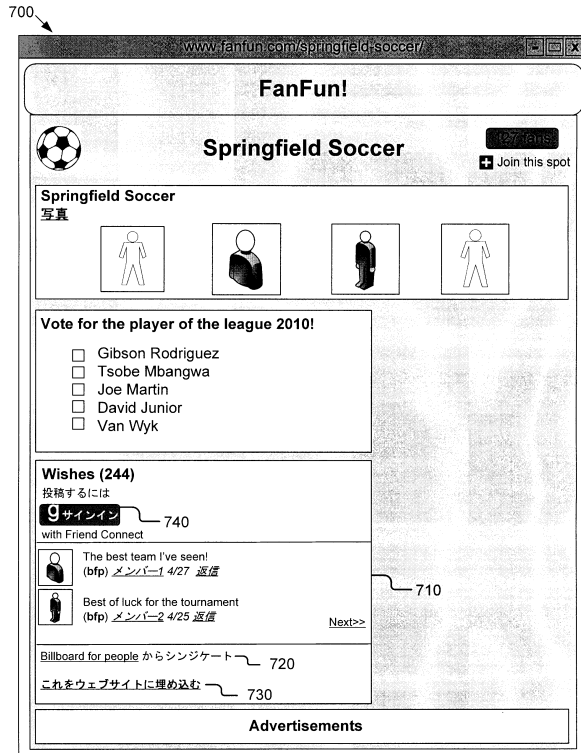 700
www.fanfun.com/springfield-soccer/
FanFun!
Springfield Soccer
127 fans
Join this spot
Springfield Soccer
写真
Vote for the player of the league 2010!
Gibson Rodriguez
Tsobe Mbangwa
Joe Martin
David Junior
Van Wyk
Wishes (244)
投稿するには
g サインイン
740
with Friend Connect
The best team I've seen!
(bfp) メンバー1 4/27 返信
710
Best of luck for the tournament
(bfp) メンバー2 4/25 返信
Next>>
Billboard for people からシンジケート
720
これをウェブサイトに埋め込む
730
Advertisements